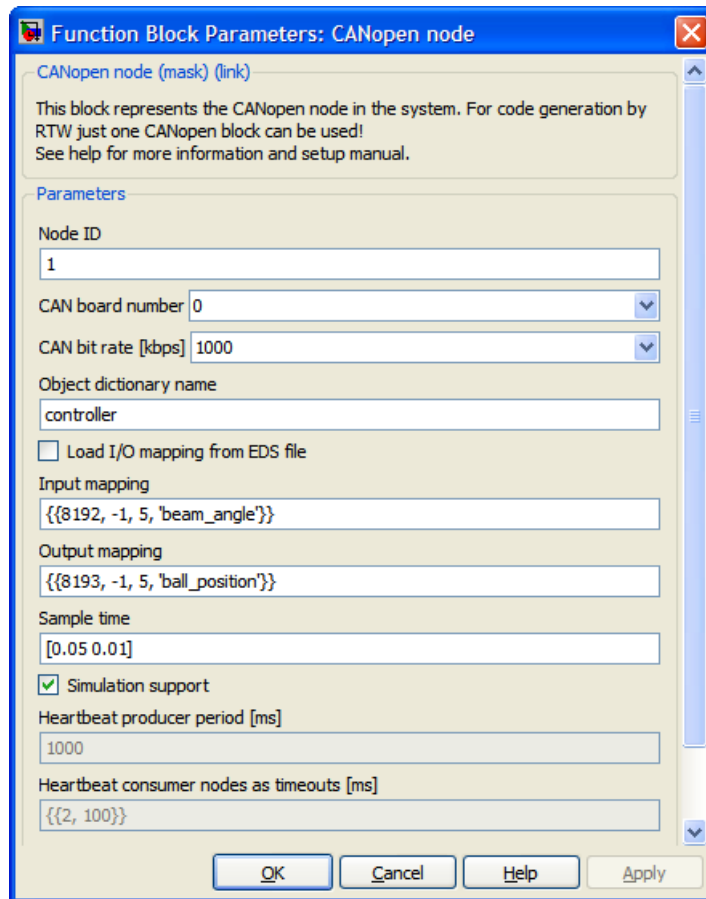 Function Block Parameters: CANopen node
CANopen node (mask) (link)
This block represents the CANopen node in the system. For code generation by
RTW just one CANopen block can be used!
See help for more information and setup manual.
Parameters
Node ID
1
CAN board number 0
CAN bit rate [kbps] 1000
Object dictionary name
controller
Load I/O mapping from EDS file
Input mapping
{{8192, -1, 5, 'beam_angle'}}
Output mapping
{{8193, -1, 5, 'ball_position'}}
Sample time
[0.05 0.01]
Simulation support
Heartbeat producer period [ms]
1000
Heartbeat consumer nodes as timeouts [ms]
{{2, 100}}
OK Cancel Help Apply